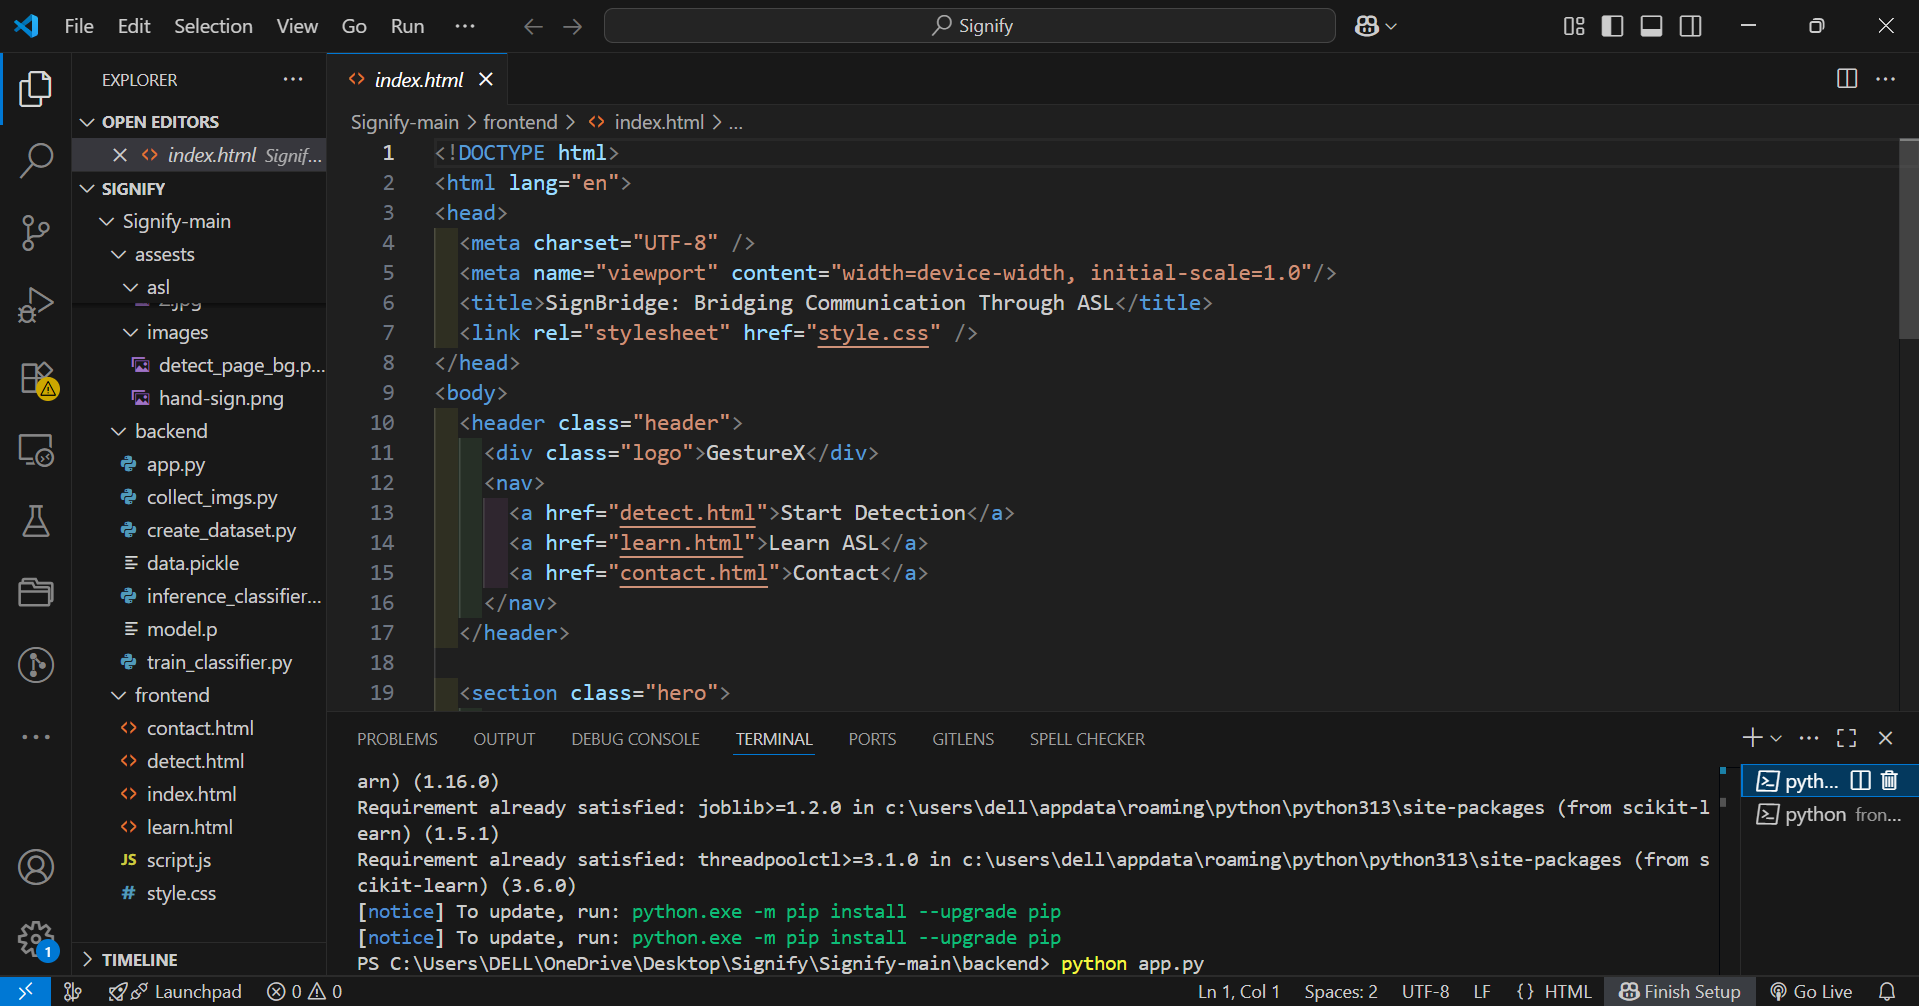 File Edit Selection View Go Run ··· Signify
EXPLORER ···
OPEN EDITORS
index.html Signif...
SIGNIFY
Signify-main
assests
asl
images
detect_page_bg.p...
hand-sign.png
backend
app.py
collect_imgs.py
create_dataset.py
data.pickle
inference_classifier...
model.p
train_classifier.py
frontend
contact.html
detect.html
index.html
learn.html
JS script.js
# style.css
TIMELINE
<> index.html
Signify-main > frontend > <> index.html > ...
1 <!DOCTYPE html>
2 <html lang="en">
3 <head>
4 <meta charset="UTF-8" />
5 <meta name="viewport" content="width=device-width, initial-scale=1.0"/>
6 <title>SignBridge: Bridging Communication Through ASL</title>
7 <link rel="stylesheet" href="style.css" />
8 </head>
9 <body>
10 <header class="header">
11 <div class="logo">GestureX</div>
12 <nav>
13 <a href="detect.html">Start Detection</a>
14 <a href="learn.html">Learn ASL</a>
15 <a href="contact.html">Contact</a>
16 </nav>
17 </header>
18
19 <section class="hero">
PROBLEMS OUTPUT DEBUG CONSOLE TERMINAL PORTS GITLENS SPELL CHECKER
arn) (1.16.0)
Requirement already satisfied: joblib>=1.2.0 in c:\users\dell\appdata\roaming\python\python313\site-packages (from scikit-l
earn) (1.5.1)
Requirement already satisfied: threadpoolctl>=3.1.0 in c:\users\dell\appdata\roaming\python\python313\site-packages (from s
cikit-learn) (3.6.0)
[notice] To update, run: python.exe -m pip install --upgrade pip
[notice] To update, run: python.exe -m pip install --upgrade pip
PS C:\Users\DELL\OneDrive\Desktop\Signify\Signify-main\backend> python app.py
pyth...
python fron...
1
Launchpad 0 0 Ln 1, Col 1 Spaces: 2 UTF-8 LF {} HTML Finish Setup Go Live